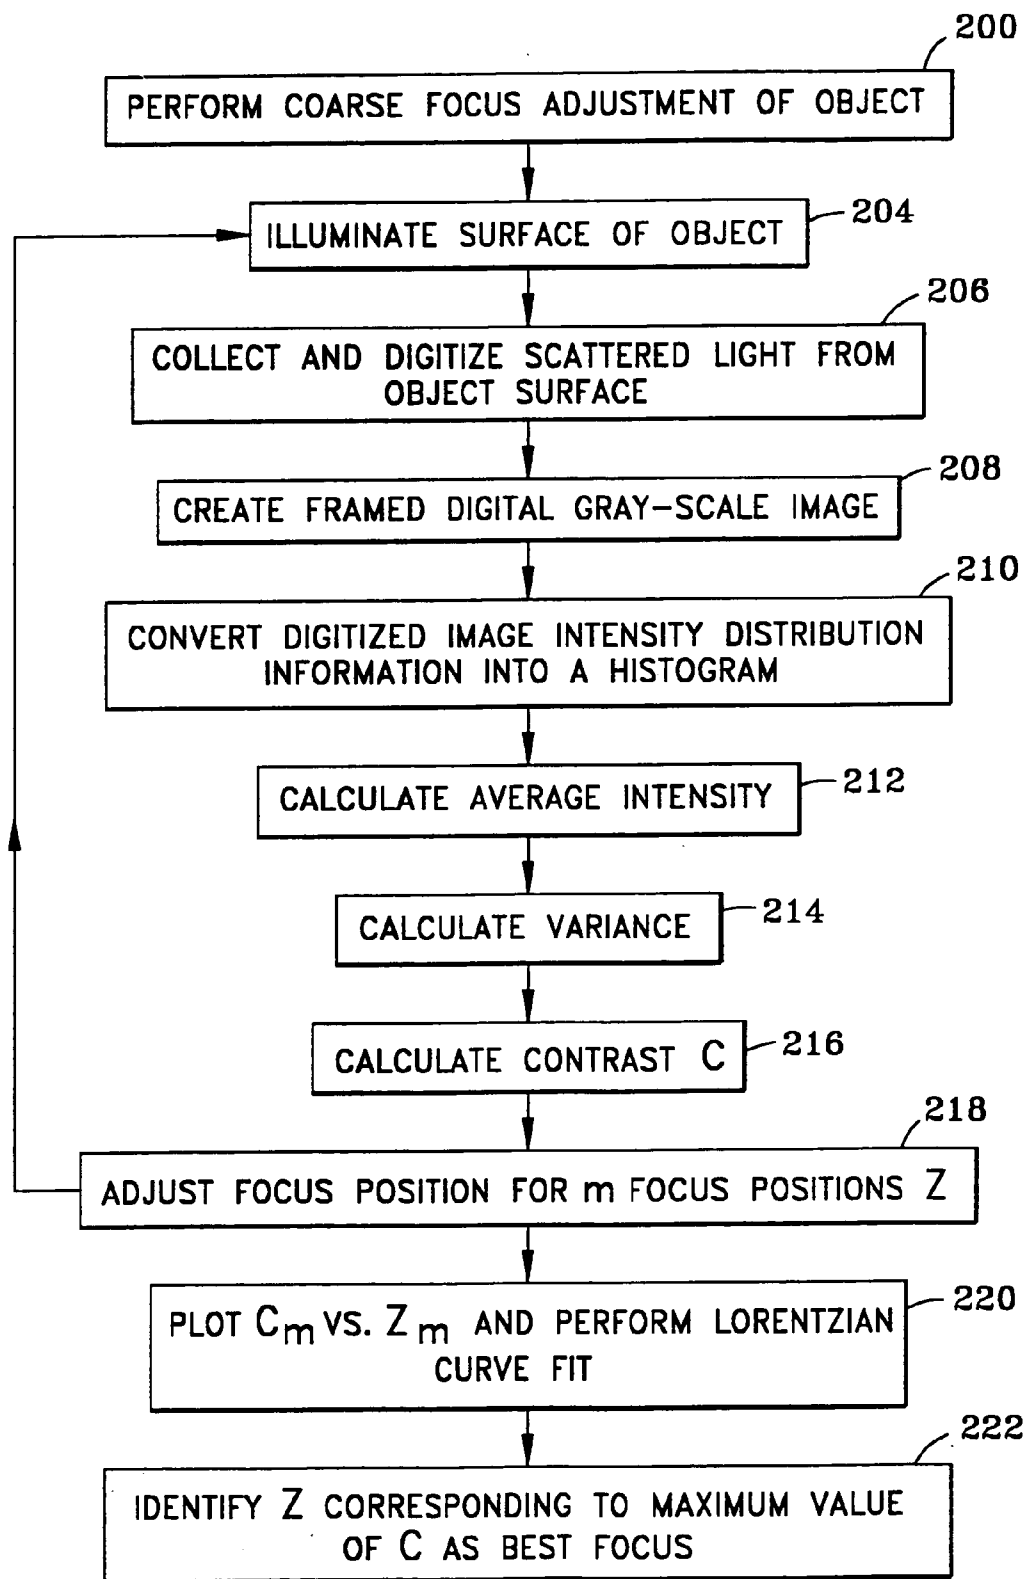 200
PERFORM COARSE FOCUS ADJUSTMENT OF OBJECT
204
ILLUMINATE SURFACE OF OBJECT
206
COLLECT AND DIGITIZE SCATTERED LIGHT FROM
OBJECT SURFACE
208
CREATE FRAMED DIGITAL GRAY-SCALE IMAGE
210
CONVERT DIGITIZED IMAGE INTENSITY DISTRIBUTION
INFORMATION INTO A HISTOGRAM
212
CALCULATE AVERAGE INTENSITY
214
CALCULATE VARIANCE
216
CALCULATE CONTRAST C
218
ADJUST FOCUS POSITION FOR m FOCUS POSITIONS Z
220
PLOT Cm VS. Zm AND PERFORM LORENTZIAN
CURVE FIT
222
IDENTIFY Z CORRESPONDING TO MAXIMUM VALUE
OF C AS BEST FOCUS